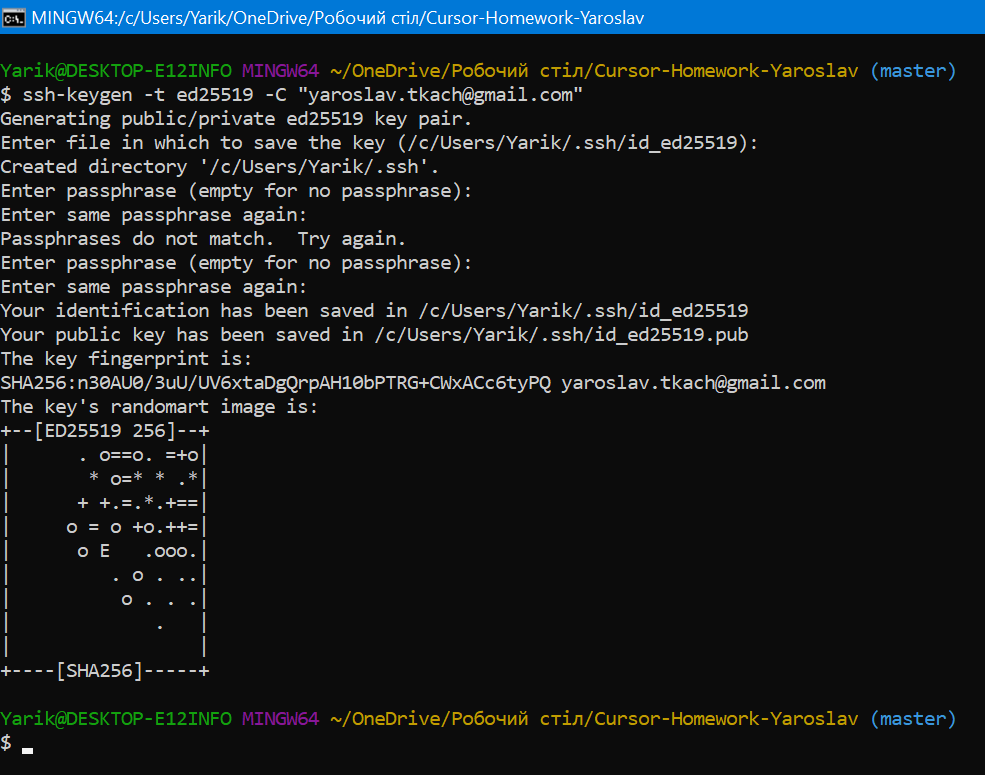 MINGW64:/c/Users/Yarik/OneDrive/Робочий стіл/Cursor-Homework-Yaroslav
Yarik@DESKTOP-E12INFO MINGW64 ~/OneDrive/Робочий стіл/Cursor-Homework-Yaroslav (master)
$ ssh-keygen -t ed25519 -C "yaroslav.tkach@gmail.com"
Generating public/private ed25519 key pair.
Enter file in which to save the key (/c/Users/Yarik/.ssh/id_ed25519):
Created directory '/c/Users/Yarik/.ssh'.
Enter passphrase (empty for no passphrase):
Enter same passphrase again:
Passphrases do not match.  Try again.
Enter passphrase (empty for no passphrase):
Enter same passphrase again:
Your identification has been saved in /c/Users/Yarik/.ssh/id_ed25519
Your public key has been saved in /c/Users/Yarik/.ssh/id_ed25519.pub
The key fingerprint is:
SHA256:n30AU0/3uU/UV6xtaDgQrpAH10bPTRG+CWxACc6tyPQ yaroslav.tkach@gmail.com
The key's randomart image is:
+--[ED25519 256]--+
|      . o==o. =+o|
|       * o=* * .*|
|      + +.=.*.+==|
|     o = o +o.++=|
|      o E   .ooo.|
|         . o . ..|
|          o . . .|
|             .   |
|                 |
+----[SHA256]-----+
Yarik@DESKTOP-E12INFO MINGW64 ~/OneDrive/Робочий стіл/Cursor-Homework-Yaroslav (master)
$